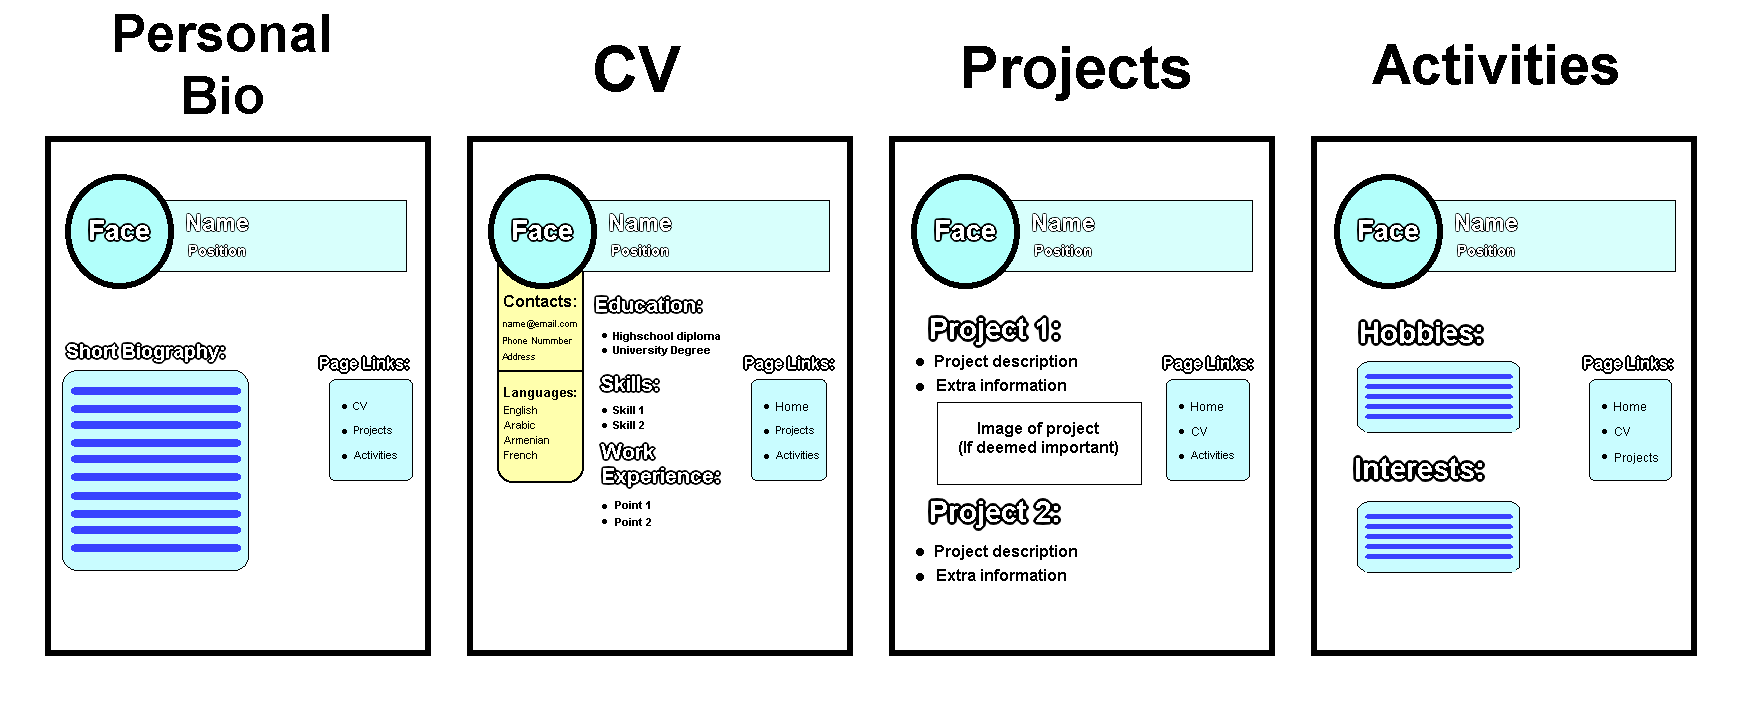 Personal
Bio
Face
Name
Position
Short Biography:
Page Links:
CV
Projects
Activities
CV
Face
Name
Position
Contacts:
name@email.com
Phone Nummber
Address
Languages:
English
Arabic
Armenian
French
Education:
Highschool diploma
University Degree
Skills:
Skill 1
Skill 2
Work
Experience:
Point 1
Point 2
Page Links:
Home
Projects
Activities
Projects
Face
Name
Position
Project 1:
Project description
Extra information
Image of project
(If deemed important)
Project 2:
Project description
Extra information
Page Links:
Home
CV
Activities
Activities
Face
Name
Position
Hobbies:
Interests:
Page Links:
Home
CV
Projects